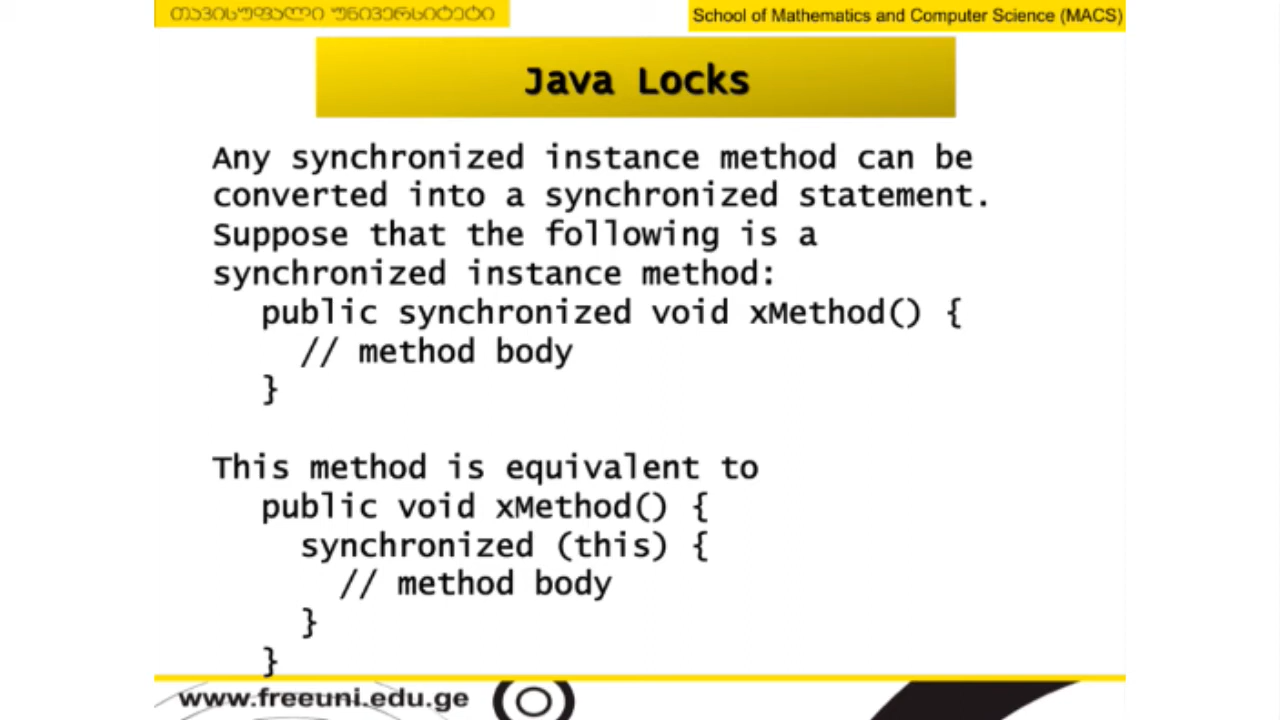 თავისუფალი უნივერსიტეტი
School of Mathematics and Computer Science (MACS)
Java Locks
Any synchronized instance method can be
converted into a synchronized statement.
Suppose that the following is a
synchronized instance method:
public synchronized void xMethod() {
// method body
}
This method is equivalent to
public void xMethod() {
synchronized (this) {
// method body
}
}
www.freeuni.edu.ge